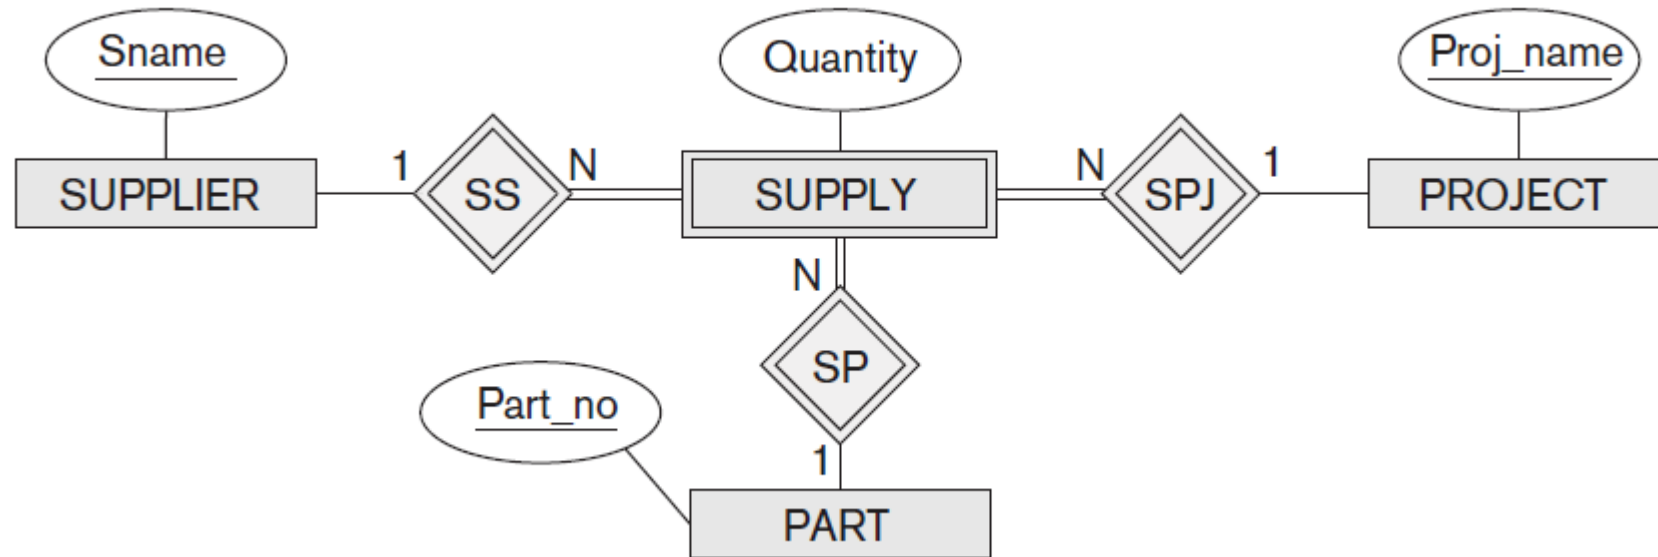 Sname
Quantity
Proj_name
SUPPLIER
1
SS
N
SUPPLY
N
SPJ
1
PROJECT
N
SP
Part_no
1
PART